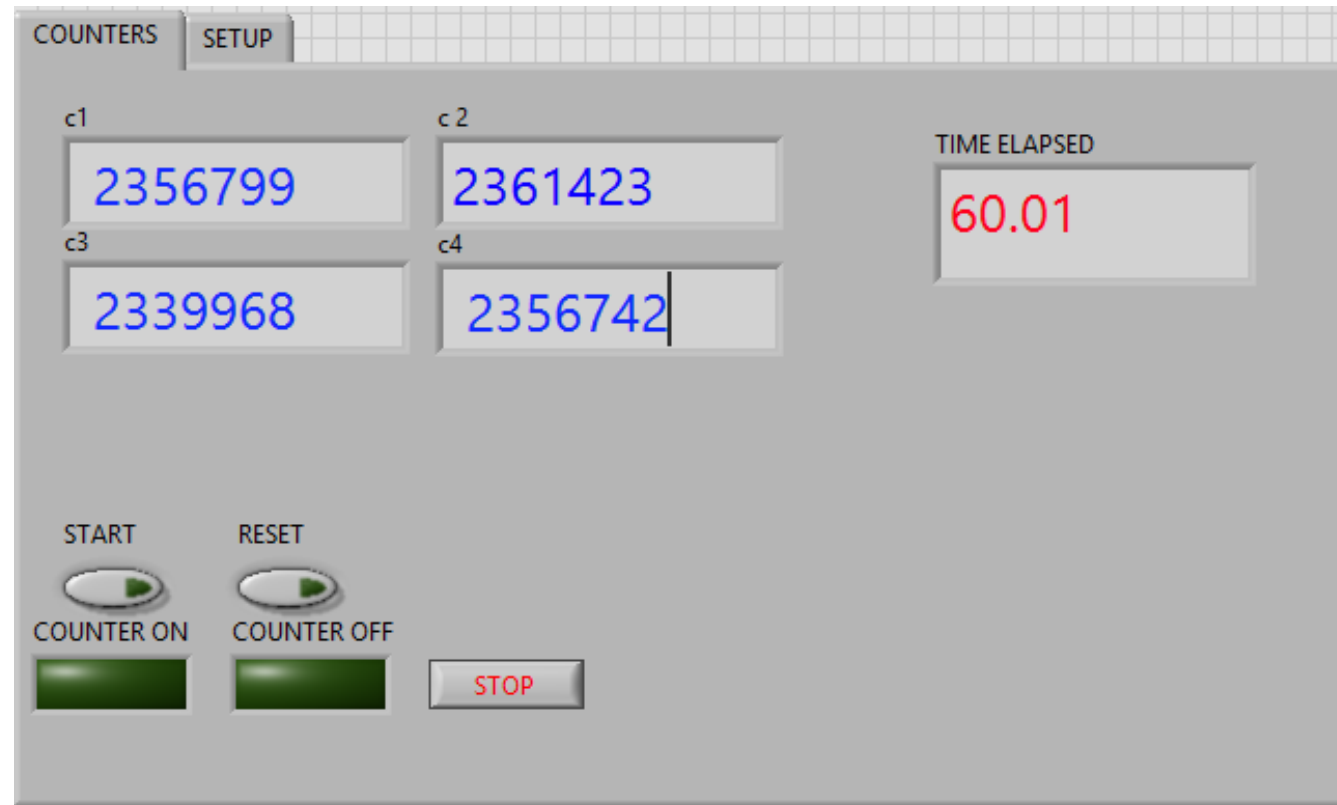 COUNTERS SETUP
c1 c 2
2356799 2361423
TIME ELAPSED
60.01
c3 c4
2339968 2356742
START RESET
COUNTER ON COUNTER OFF
STOP